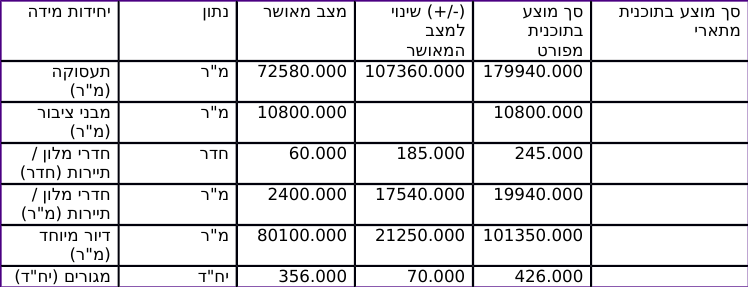 יחידות מידה	נתון	מצב מאושר	(-/+) שינוי למצב המאושר	סך מוצע בתוכנית מפורט	סך מוצע בתוכנית מתארי
תעסוקה (מ"ר)	מ"ר	72580.000	107360.000	179940.000
מבני ציבור (מ"ר)	מ"ר	10800.000		10800.000
חדרי מלון / תיירות (חדר)	חדר	60.000	185.000	245.000
חדרי מלון / תיירות (מ"ר)	מ"ר	2400.000	17540.000	19940.000
דיור מיוחד (מ"ר)	מ"ר	80100.000	21250.000	101350.000
מגורים (יח"ד)	יח"ד	356.000	70.000	426.000